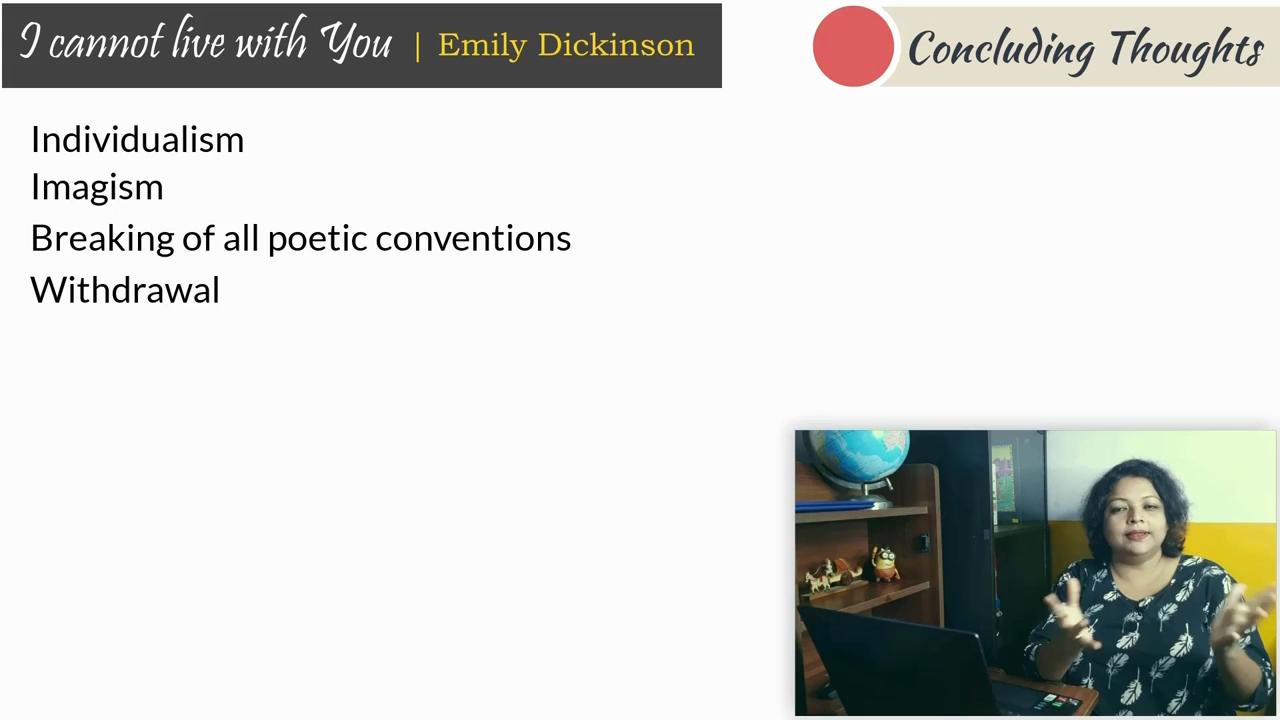 I cannot live with You | Emily Dickinson
Concluding Thoughts
Individualism
Imagism
Breaking of all poetic conventions
Withdrawal